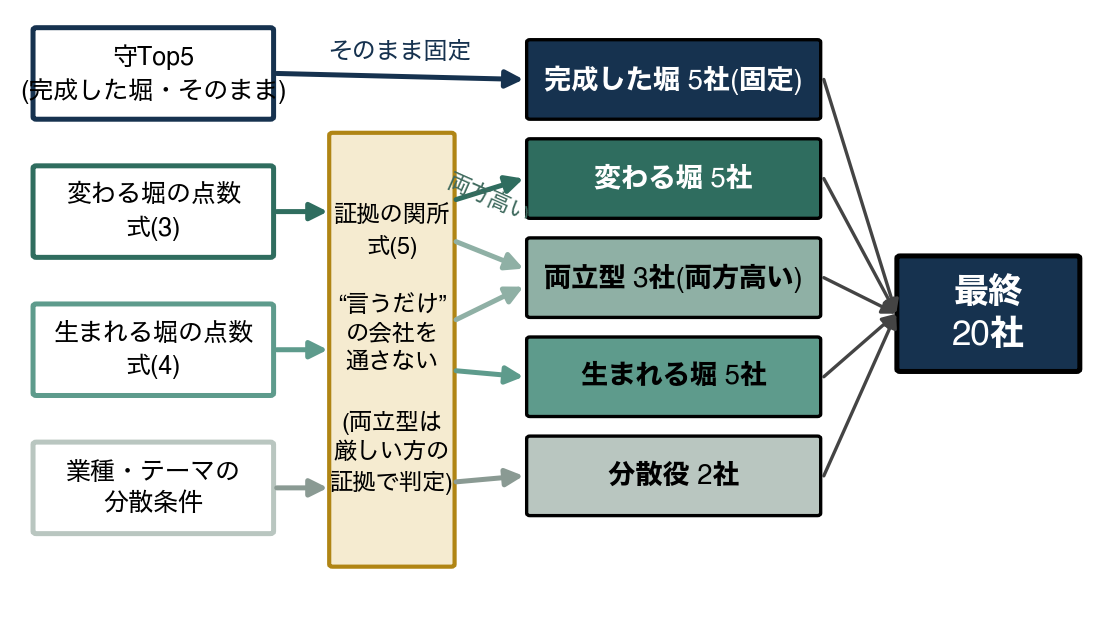 守Top5
(完成した堀・そのまま)
そのまま固定
完成した堀 5社(固定)
変わる堀の点数
式(3)
生まれる堀の点数
式(4)
業種・テーマの
分散条件
証拠の関所
式(5)
“言うだけ”
の会社を
通さない
(両立型は
厳しい方の
証拠で判定)
両方高い
変わる堀 5社
両立型 3社(両方高い)
生まれる堀 5社
分散役 2社
最終
20社